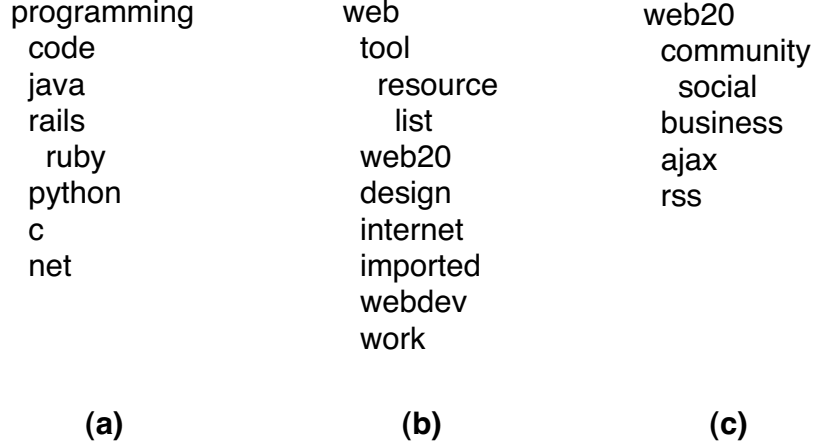 programming
code
java
rails
ruby
python
c
net
(a)
web
tool
resource
list
web20
design
internet
imported
webdev
work
(b)
web20
community
social
business
ajax
rss
(c)